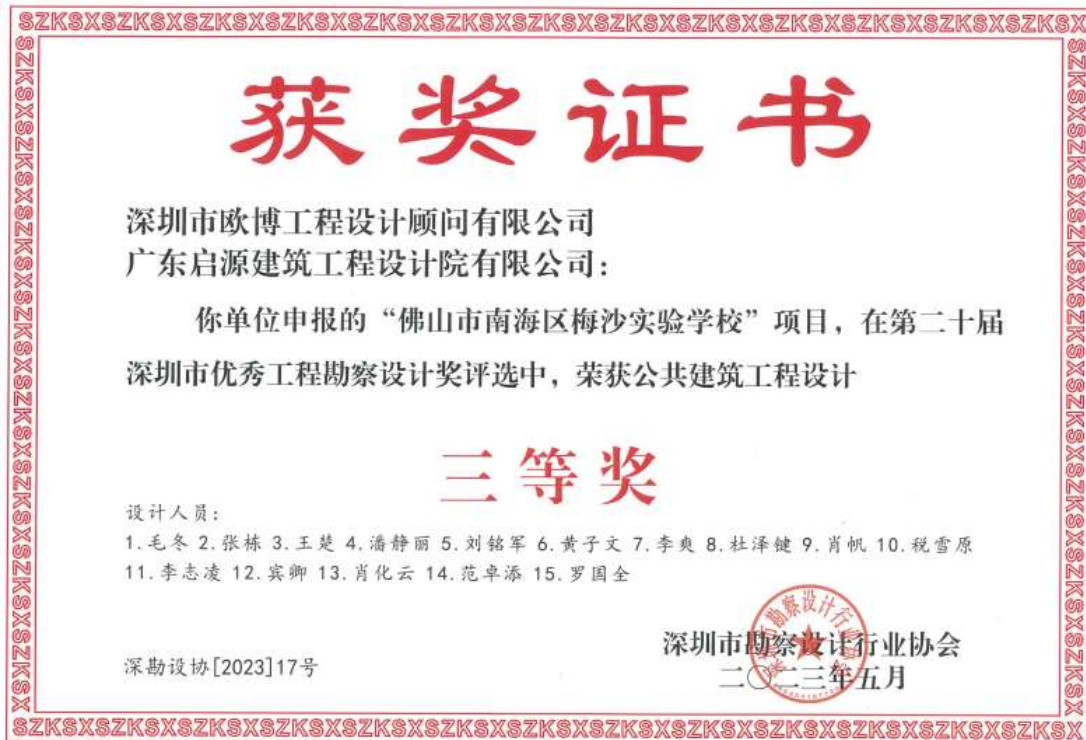 SZKSXSZKSXSZKSXSZKSXSZKSXSZKSXSZKSXSZKSXSZKSXSZKSXSZKSXSZKSX
获奖证书
深圳市欧博工程设计顾问有限公司
广东启源建筑工程设计院有限公司：
你单位申报的“佛山市南海区梅沙实验学校”项目，在第二十届
深圳市优秀工程勘察设计奖评选中，荣获公共建筑工程设计
三等奖
设计人员：
1.毛冬 2.张栋 3.王楚 4.潘静丽 5.刘铭军 6.黄子文 7.李爽 8.杜泽键 9.肖帆 10.税雪原
11.李志凌 12.宾卿 13.肖化云 14.范卓添 15.罗国全
深圳市勘察设计行业协会
二〇二三年五月
深勘设协[2023]17号